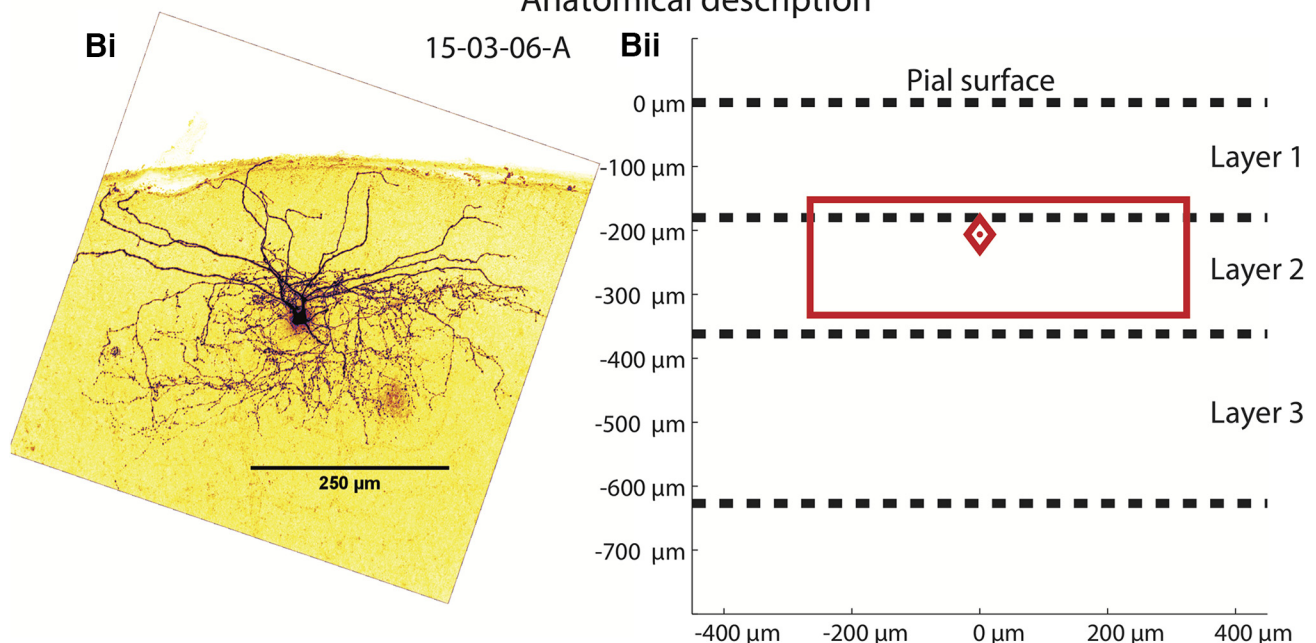 Anatomical description
Bi
15-03-06-A
250 µm
Bii
Pial surface
0 µm
-100 µm
-200 µm
-300 µm
-400 µm
-500 µm
-600 µm
-700 µm
Layer 1
Layer 2
Layer 3
-400 µm
-200 µm
0 µm
200 µm
400 µm